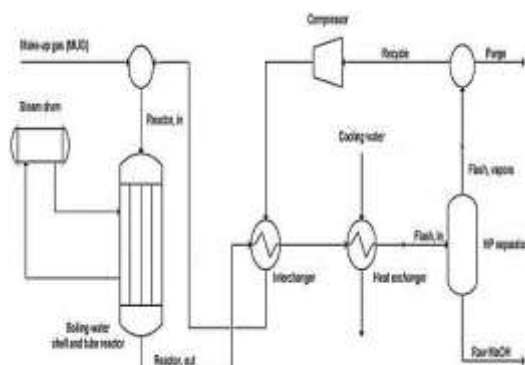 Compressor
Make-up gas (MUG)
Recycle
Purge
Steam drum
Reactor, in
Cooling water
Flash, vapors
Flash, in
HP separator
Interchanger
Heat exchanger
Boiling water
shell and tube reactor
Reactor, out
Raw MeOH